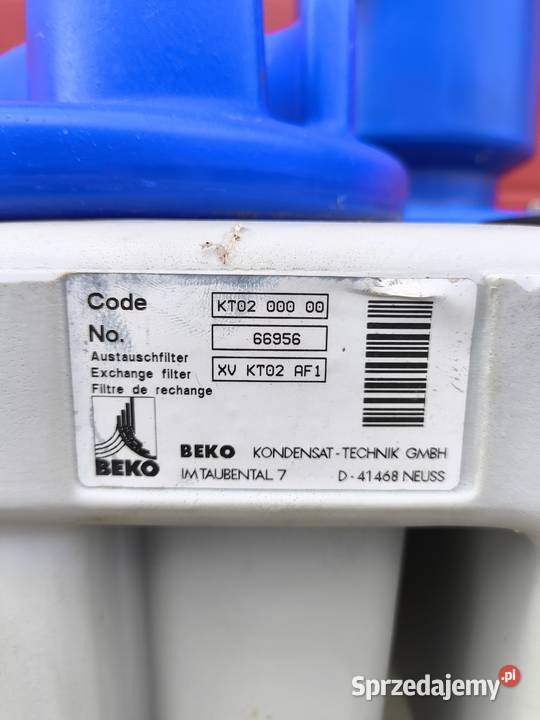 Code KT02 000 00
No. 66956
Austauschfilter
Exchange filter XV KT02 AF1
Filtre de rechange
BEKO
BEKO KONDENSAT-TECHNIK GMBH
IM TAUBENTAL 7 D-41468 NEUSS
Sprzedajemy.pl